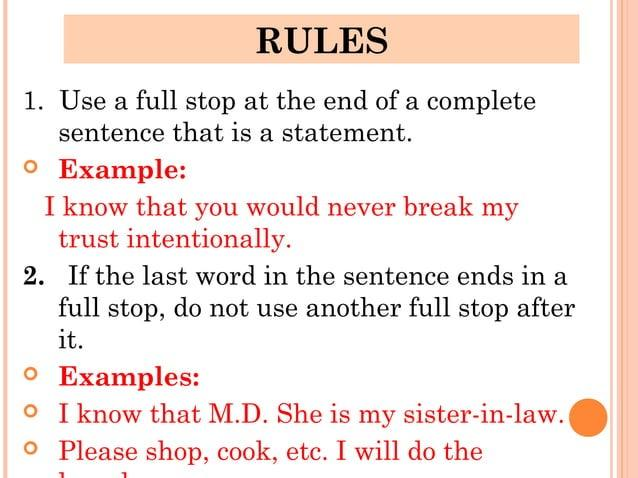 RULES
1. Use a full stop at the end of a complete
sentence that is a statement.
Example:
I know that you would never break my
trust intentionally.
2. If the last word in the sentence ends in a
full stop, do not use another full stop after
it.
Examples:
I know that M.D. She is my sister-in-law.
Please shop, cook, etc. I will do the